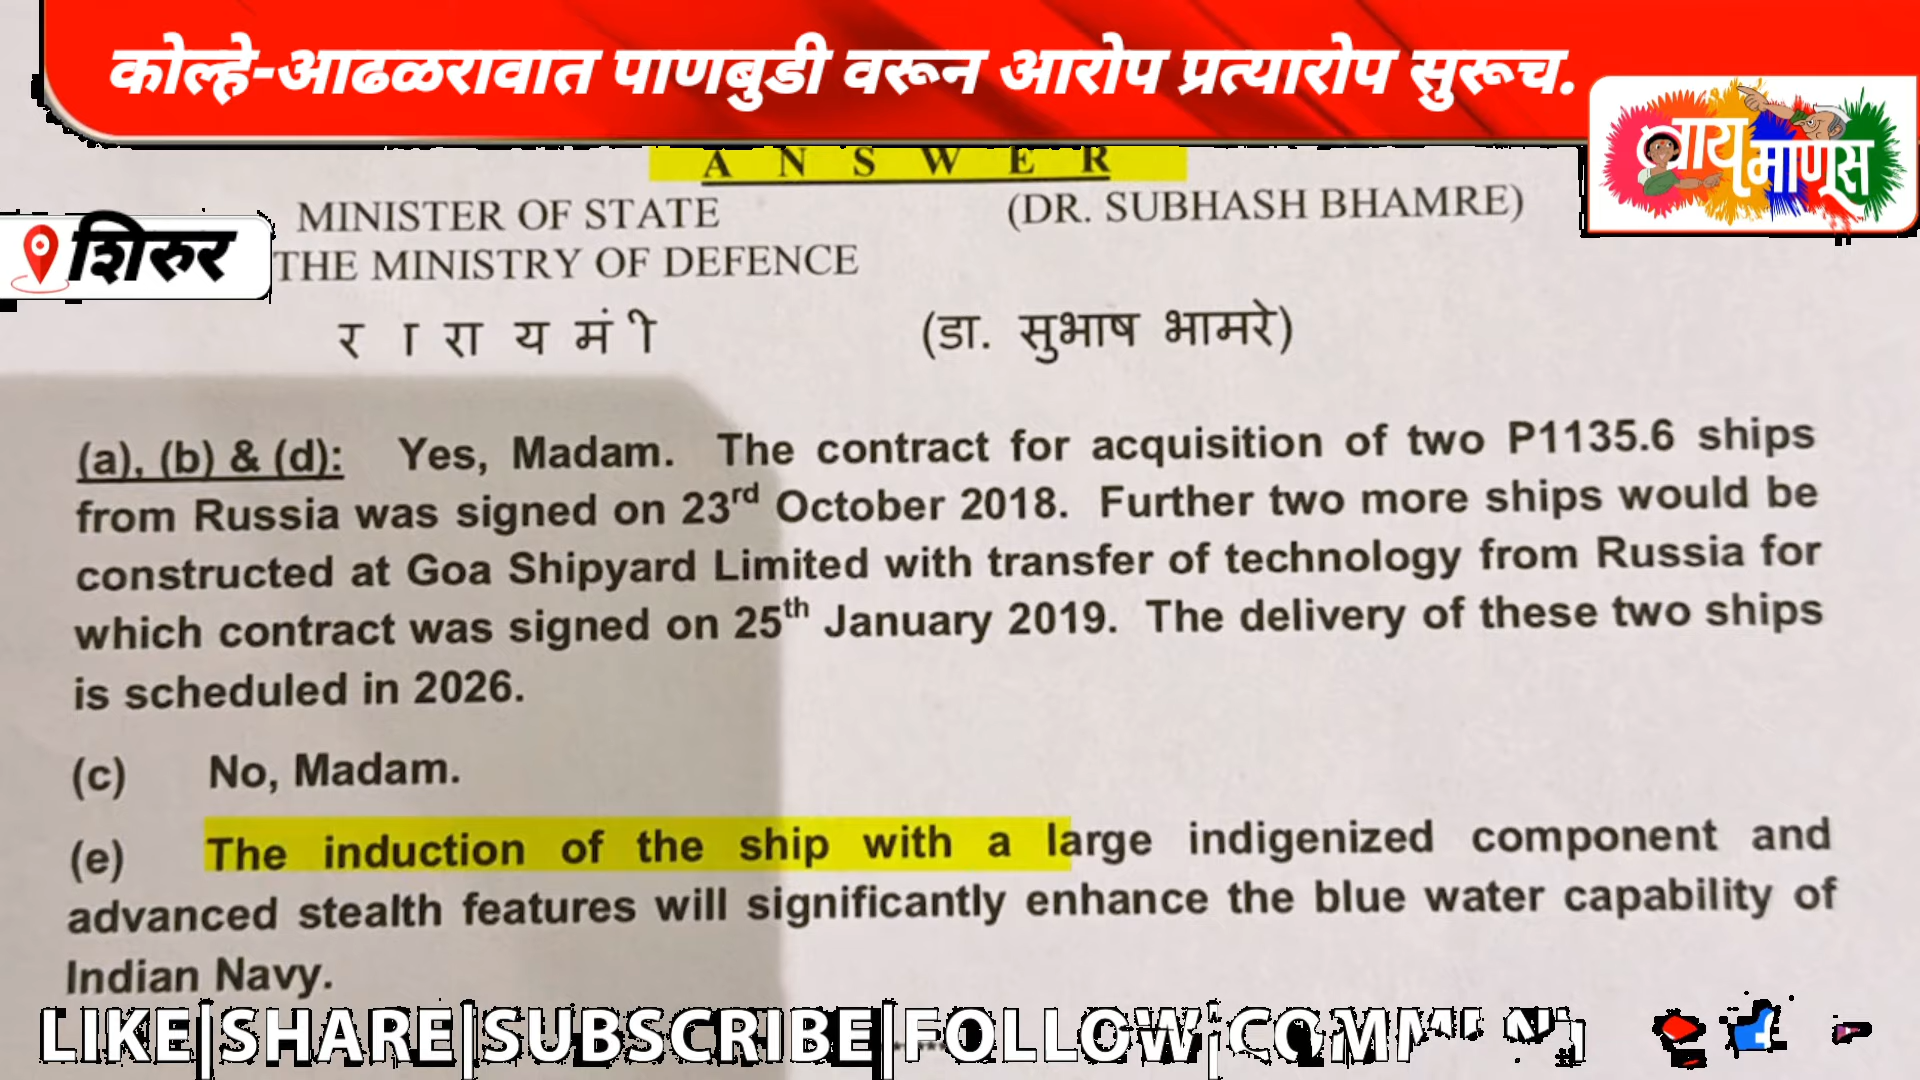 कोल्हे-आढळरावात पाणबुडी वरून आरोप प्रत्यारोप सुरूच.
बाय माणूस
A N S W E R
MINISTER OF STATE (DR. SUBHASH BHAMRE)
शिरुर
THE MINISTRY OF DEFENCE
र ा रा य मं ी (डा. सुभाष भामरे)
(a), (b) & (d): Yes, Madam. The contract for acquisition of two P1135.6 ships
from Russia was signed on 23rd October 2018. Further two more ships would be
constructed at Goa Shipyard Limited with transfer of technology from Russia for
which contract was signed on 25th January 2019. The delivery of these two ships
is scheduled in 2026.
(c) No, Madam.
(e) The induction of the ship with a large indigenized component and
advanced stealth features will significantly enhance the blue water capability of
Indian Navy.
LIKE|SHARE|SUBSCRIBE|FOLLOW|